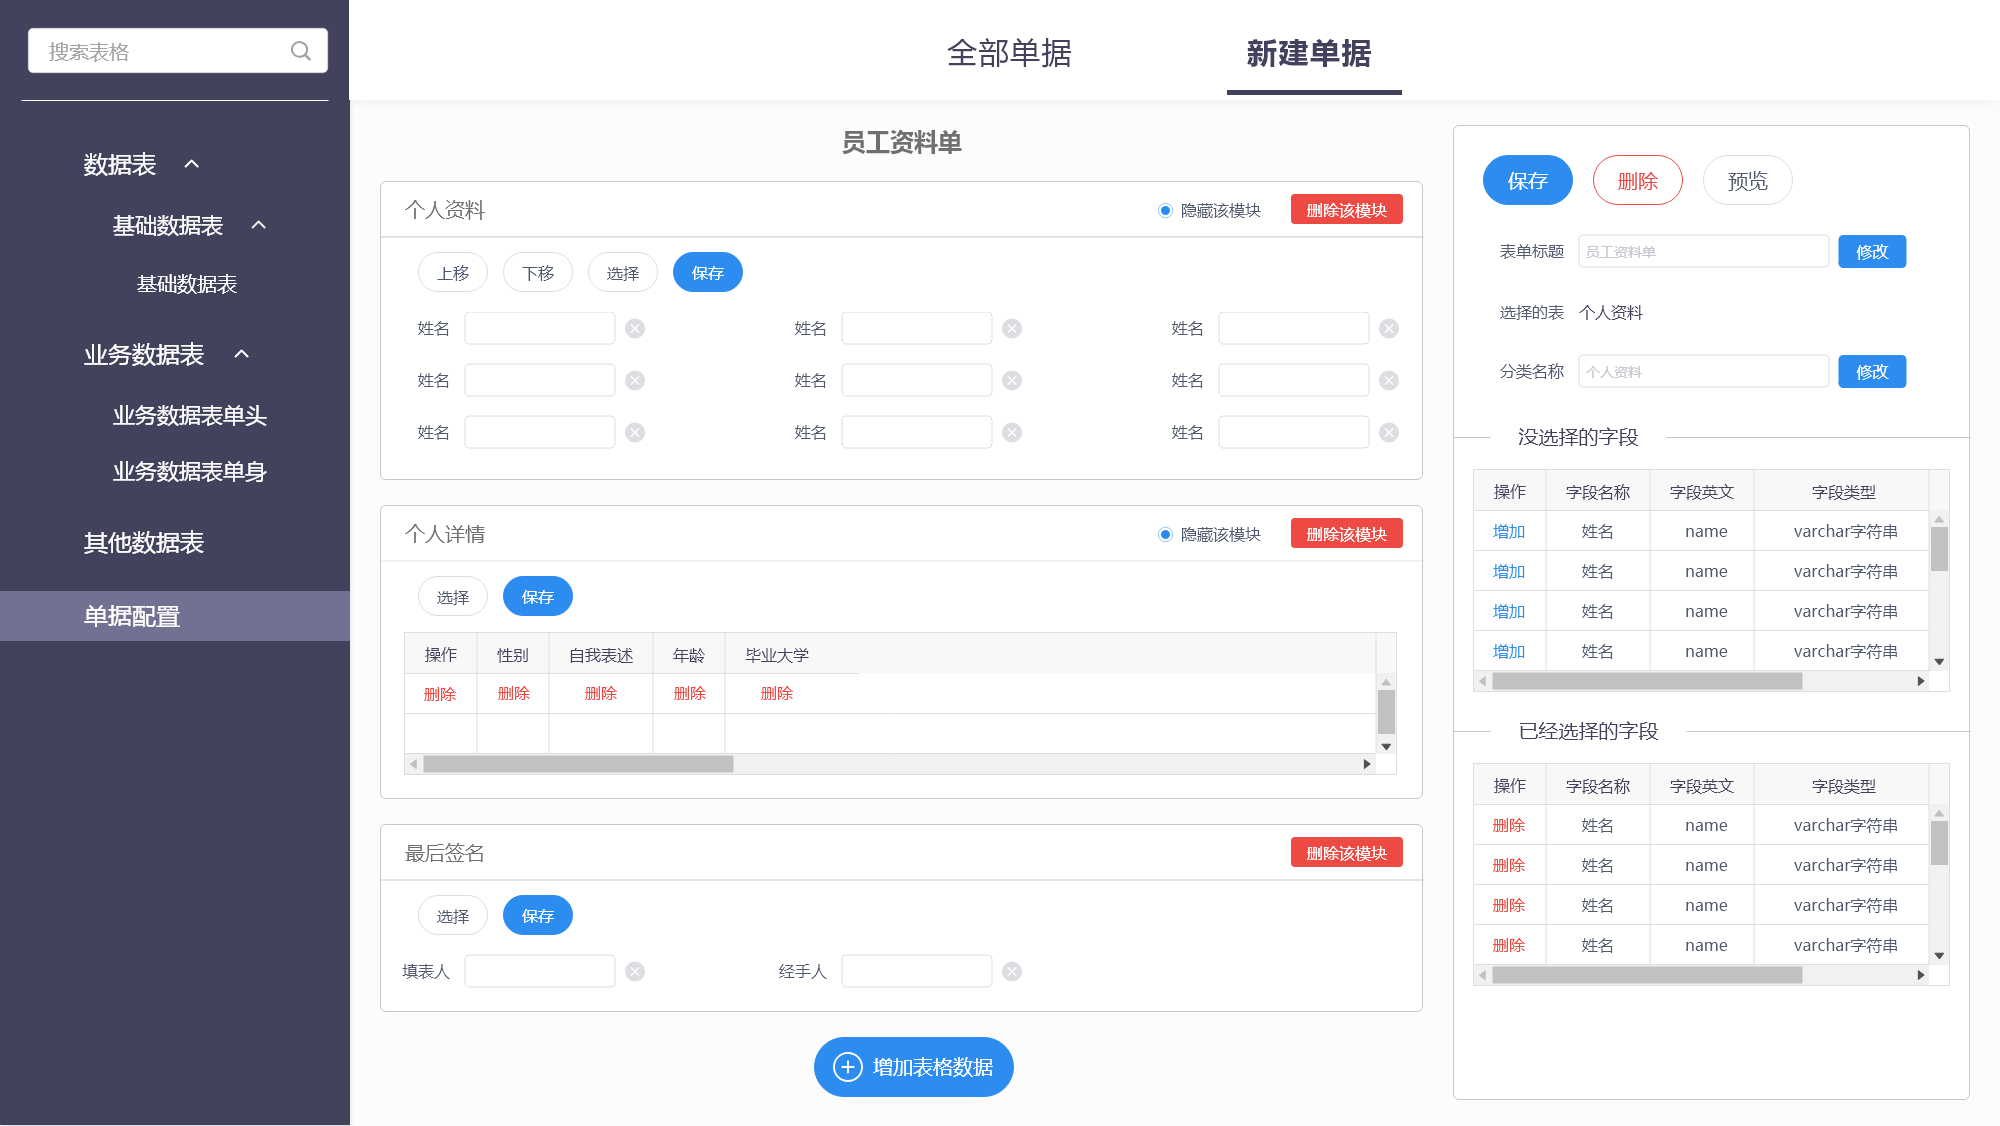 搜索表格
数据表
基础数据表
基础数据表
业务数据表
业务数据表单头
业务数据表单身
其他数据表
单据配置
全部单据 新建单据
员工资料单
个人资料 隐藏该模块 删除该模块
上移 下移 选择 保存
姓名 姓名 姓名
姓名 姓名 姓名
姓名 姓名 姓名
个人详情 隐藏该模块 删除该模块
选择 保存
操作 性别 自我表述 年龄 毕业大学
删除 删除 删除 删除 删除
最后签名 删除该模块
选择 保存
填表人 经手人
增加表格数据
保存 删除 预览
表单标题 员工资料单 修改
选择的表 个人资料
分类名称 个人资料 修改
没选择的字段
操作 字段名称 字段英文 字段类型
增加 姓名 name varchar字符串
增加 姓名 name varchar字符串
增加 姓名 name varchar字符串
增加 姓名 name varchar字符串
已经选择的字段
操作 字段名称 字段英文 字段类型
删除 姓名 name varchar字符串
删除 姓名 name varchar字符串
删除 姓名 name varchar字符串
删除 姓名 name varchar字符串